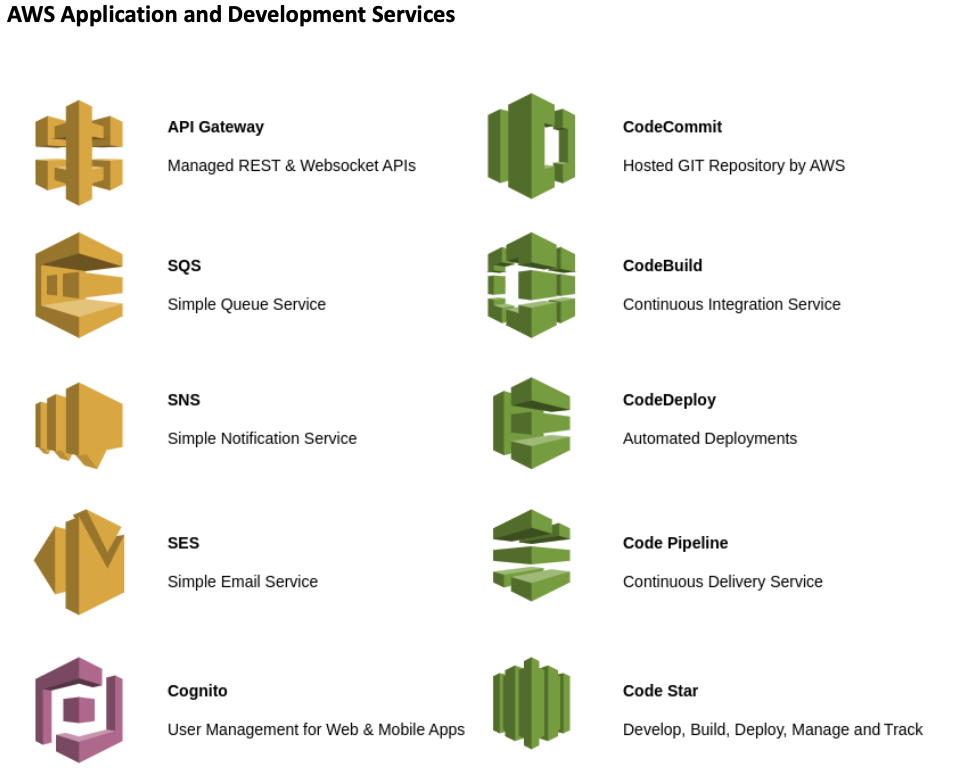 AWS Application and Development Services
API Gateway
Managed REST & Websocket APIs
CodeCommit
Hosted GIT Repository by AWS
SQS
Simple Queue Service
CodeBuild
Continuous Integration Service
SNS
Simple Notification Service
CodeDeploy
Automated Deployments
SES
Simple Email Service
Code Pipeline
Continuous Delivery Service
Cognito
User Management for Web & Mobile Apps
Code Star
Develop, Build, Deploy, Manage and Track